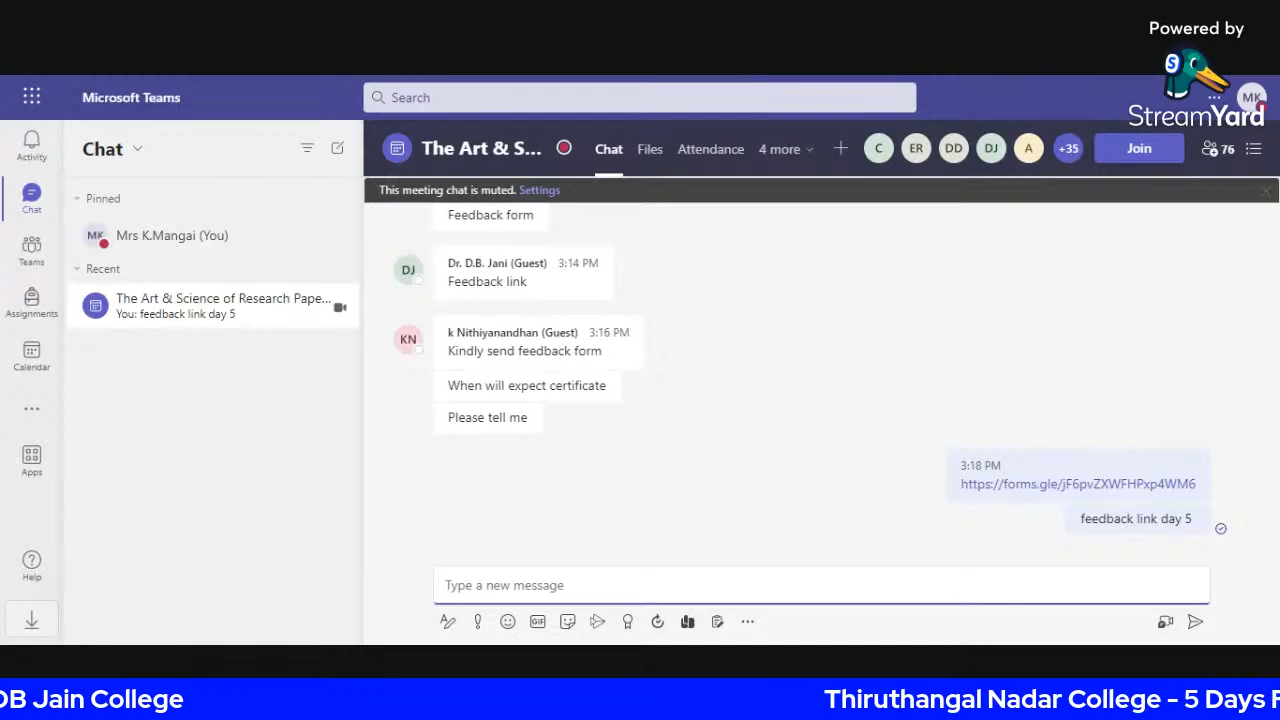 Powered by
StreamYard
Microsoft Teams
Search
MK
Activity
Chat
Teams
Assignments
Calendar
Apps
Help
Chat
Pinned
MK
Mrs K.Mangai (You)
Recent
The Art & Science of Research Pape...
You: feedback link day 5
The Art & S...
Chat
Files
Attendance
4 more
C
ER
DD
DJ
A
+35
Join
76
This meeting chat is muted. Settings
Feedback form
DJ
Dr. D.B. Jani (Guest) 3:14 PM
Feedback link
KN
k Nithiyanandhan (Guest) 3:16 PM
Kindly send feedback form
When will expect certificate
Please tell me
3:18 PM
https://forms.gle/jF6pvZXWFHPxp4WM6
feedback link day 5
Type a new message
GIF
DB Jain College
Thiruthangal Nadar College - 5 Days F